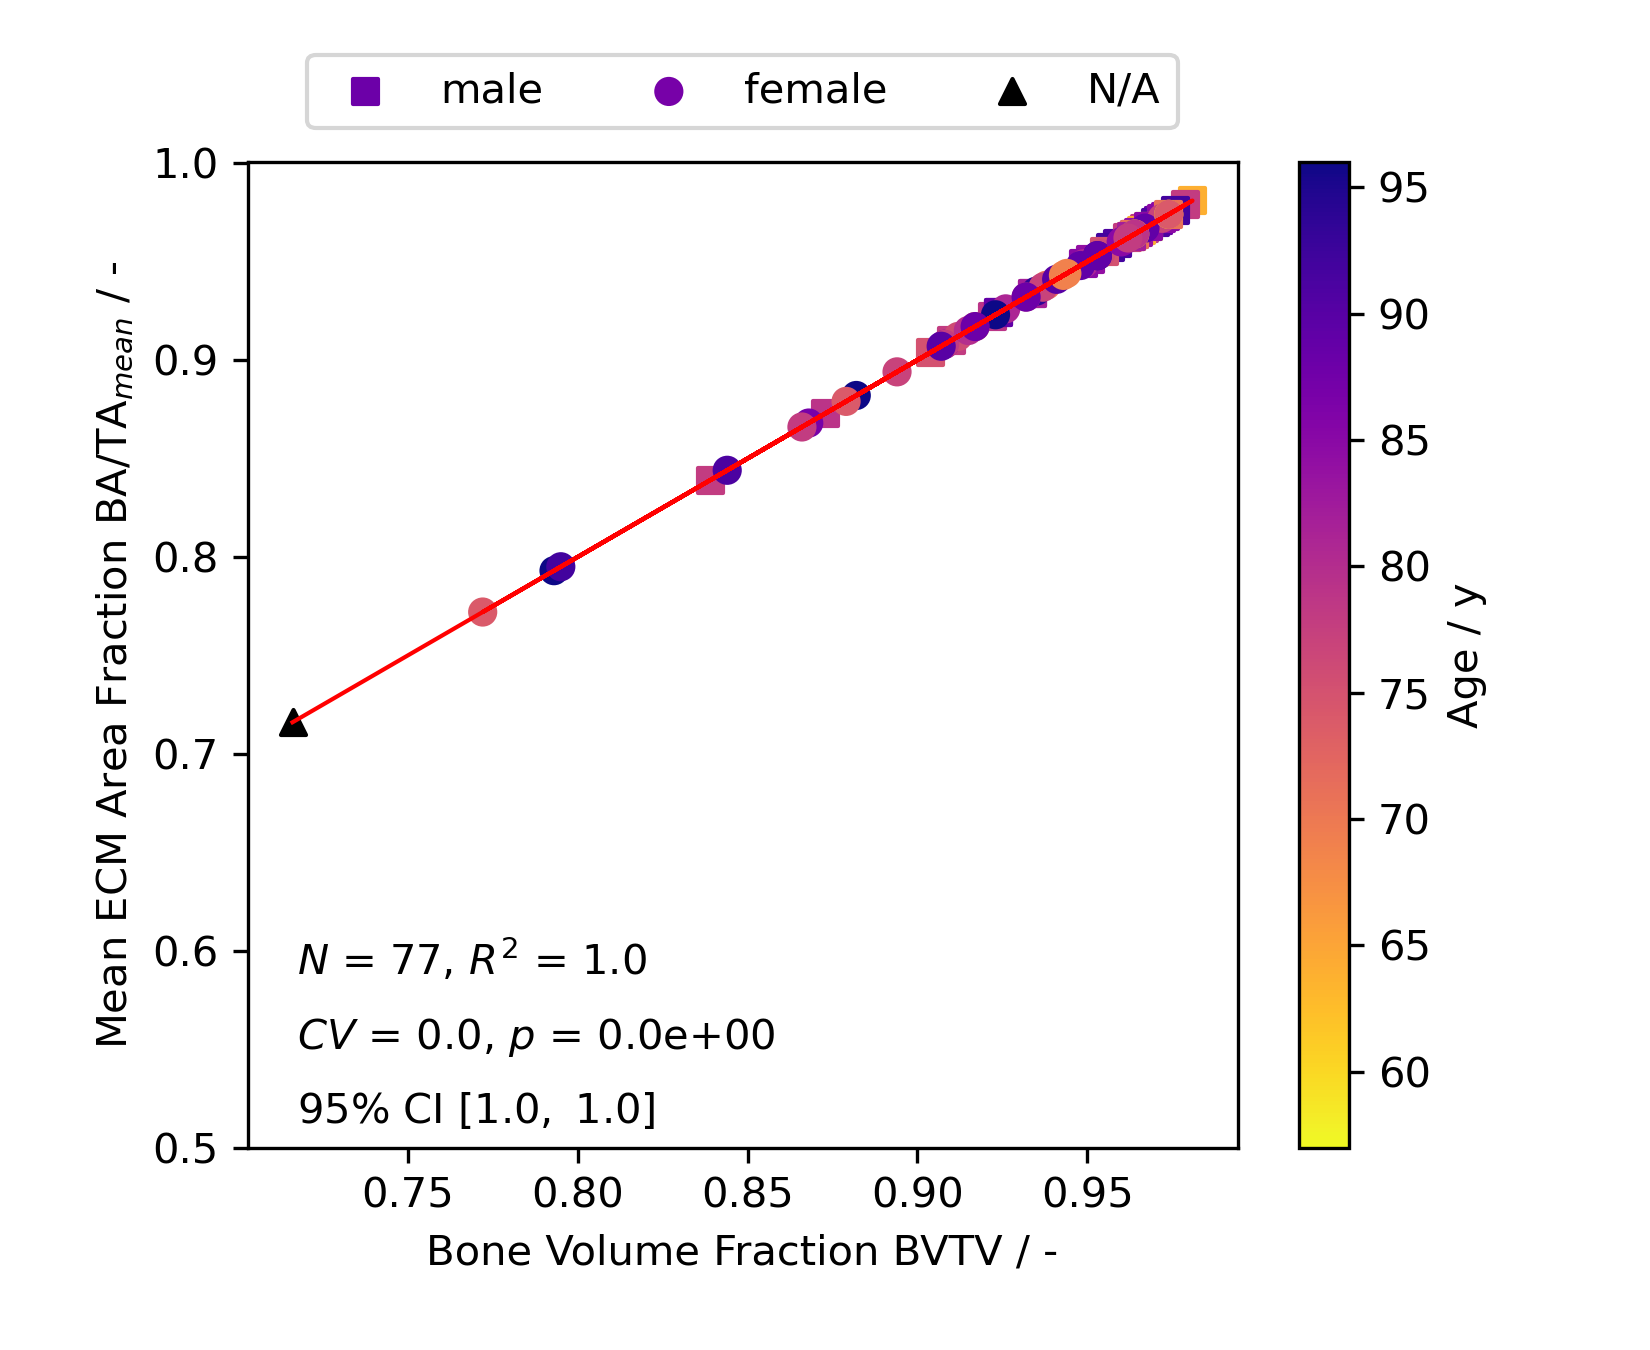 male female N/A
1.0
0.9
0.8
0.7
0.6
0.5
Mean ECM Area Fraction BA/TA_mean / -
N = 77, R² = 1.0
CV = 0.0, p = 0.0e+00
95% CI [1.0, 1.0]
0.75 0.80 0.85 0.90 0.95
Bone Volume Fraction BVTV / -
95
90
85
80
75
70
65
60
Age / y